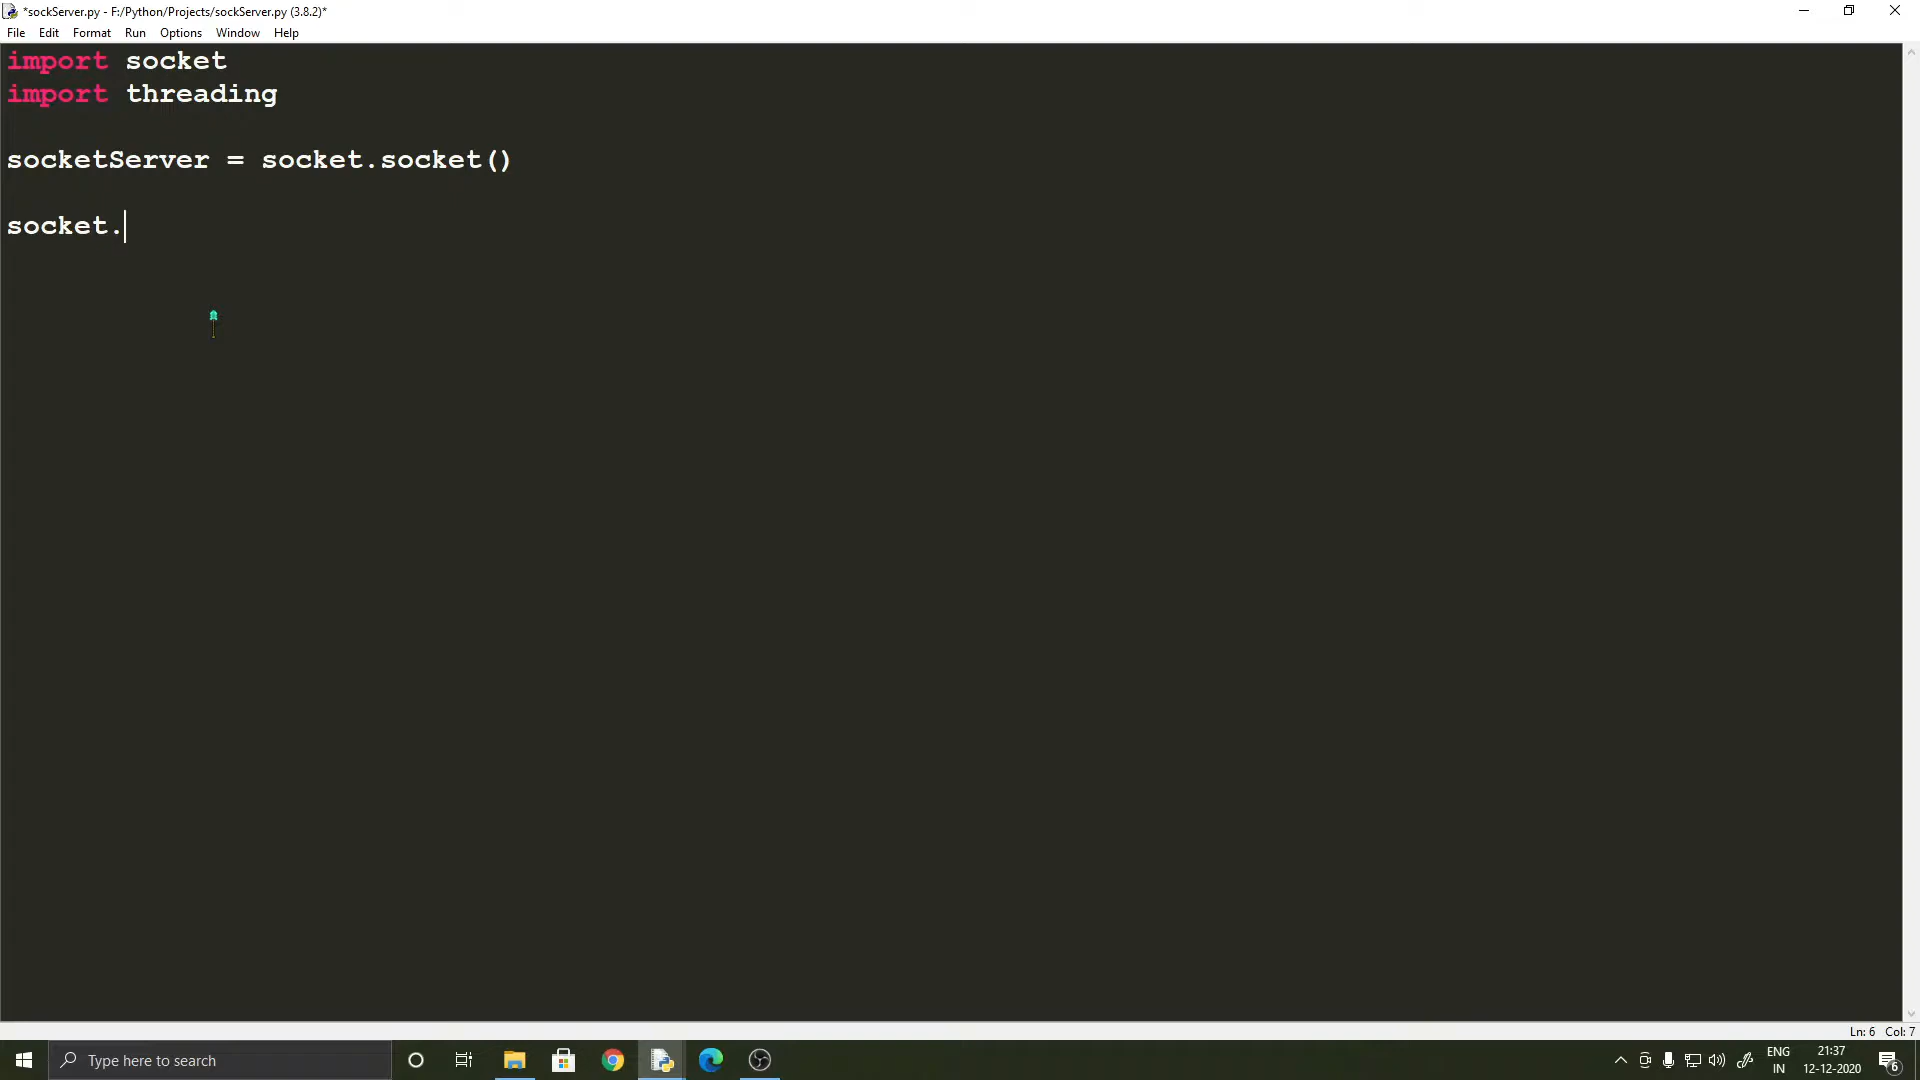 *sockServer.py - F:/Python/Projects/sockServer.py (3.8.2)*
File Edit Format Run Options Window Help
import socket
import threading
socketServer = socket.socket()
socket.
Ln: 6 Col: 7
Type here to search
ENG
IN
21:37
12-12-2020
6